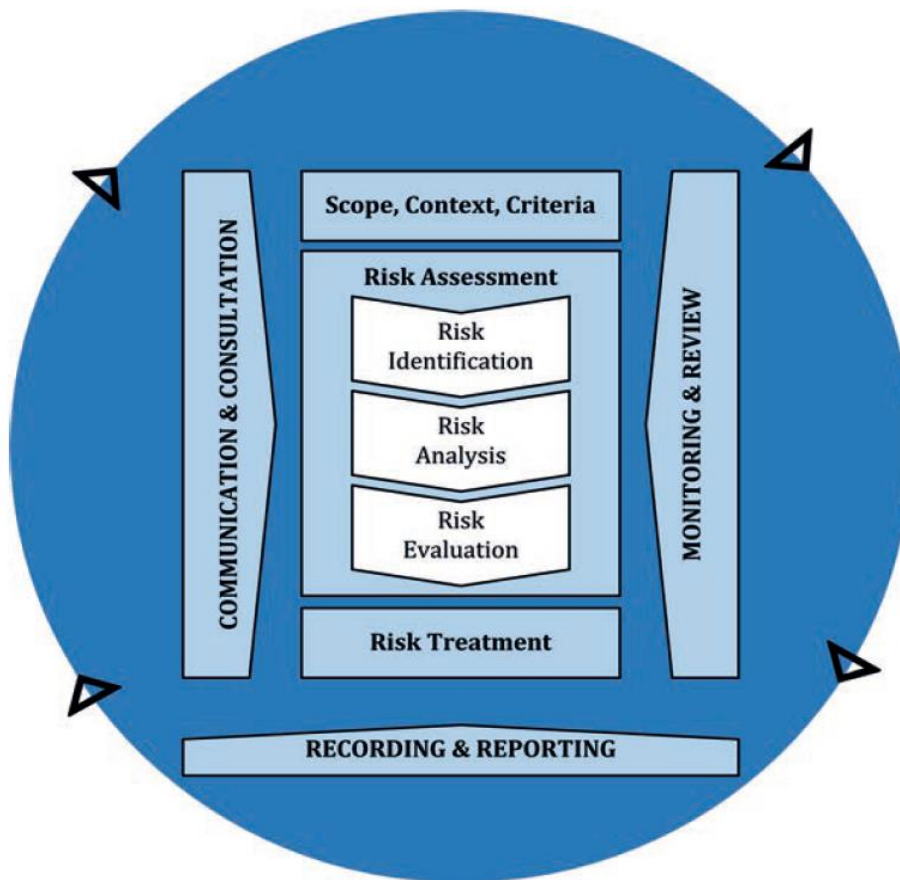 COMMUNICATION & CONSULTATION
Scope, Context, Criteria
Risk Assessment
Risk
Identification
Risk
Analysis
Risk
Evaluation
Risk Treatment
MONITORING & REVIEW
RECORDING & REPORTING